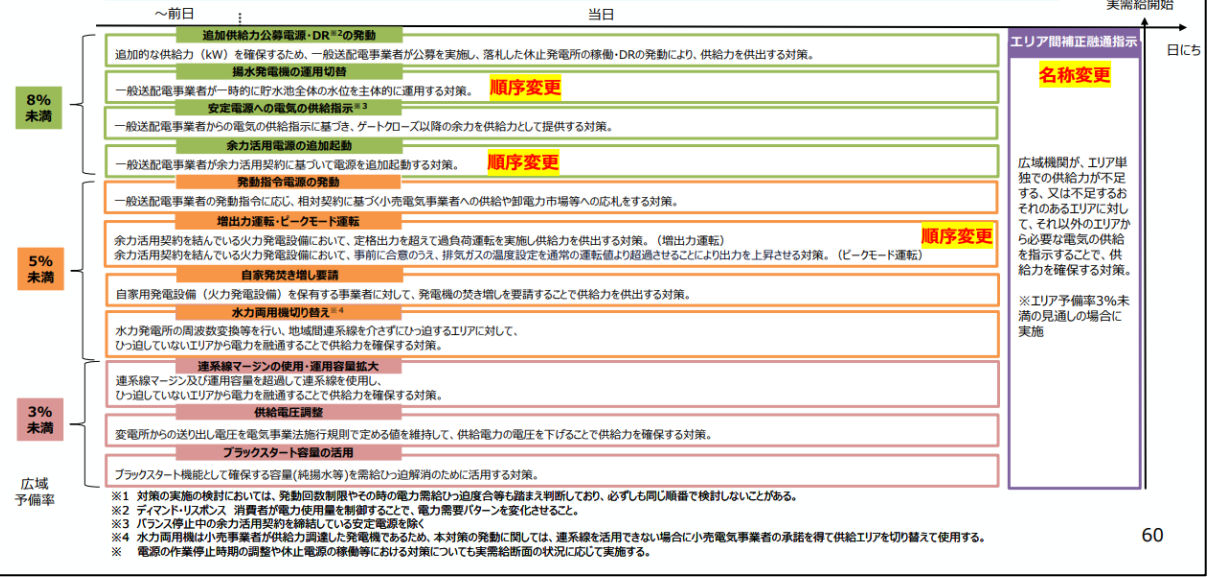 実需給開始
～前日
当日
日にち
8%
未満
追加供給力公募電源・DR※2の発動
追加的な供給力（kW）を確保するため、一般送配電事業者が公募を実施し、落札した休止発電所の稼働・DRの発動により、供給力を供出する対策。
揚水発電機の運用切替
一般送配電事業者が一時的に貯水池全体の水位を主体的に運用する対策。
順序変更
安定電源への電気の供給指示※3
一般送配電事業者からの電気の供給指示に基づき、ゲートクローズ以降の余力を供給力として提供する対策。
余力活用電源の追加起動
一般送配電事業者が余力活用契約に基づいて電源を追加起動する対策。
順序変更
5%
未満
発動指令電源の発動
一般送配電事業者の発動指令に応じ、相対契約に基づく小売電気事業者への供給や卸電力市場等への応札をする対策。
増出力運転・ピークモード運転
余力活用契約を結んでいる火力発電設備において、定格出力を超えて過負荷運転を実施し供給力を供出する対策。（増出力運転）
余力活用契約を結んでいる火力発電設備において、事前に合意のうえ、排気ガスの温度設定を通常の運転値より超過させることにより出力を上昇させる対策。（ピークモード運転）
順序変更
自家発焚き増し要請
自家用発電設備（火力発電設備）を保有する事業者に対して、発電機の焚き増しを要請することで供給力を供出する対策。
水力両用機切り替え※4
水力発電所の周波数変換等を行い、地域間連系線を介さずにひっ迫するエリアに対して、
ひっ迫していないエリアから電力を融通することで供給力を確保する対策。
3%
未満
連系線マージンの使用・運用容量拡大
連系線マージン及び運用容量を超過して連系線を使用し、
ひっ迫していないエリアから電力を融通することで供給力を確保する対策。
供給電圧調整
変電所からの送り出し電圧を電気事業法施行規則で定める値を維持して、供給電力の電圧を下げることで供給力を確保する対策。
ブラックスタート容量の活用
ブラックスタート機能として確保する容量(純揚水等)を需給ひっ迫解消のために活用する対策。
広域
予備率
エリア間補正融通指示
名称変更
広域機関が、エリア単
独での供給力が不足
する、又は不足するお
それのあるエリアに対し
て、それ以外のエリアか
ら必要な電気の供給
を指示することで、供
給力を確保する対策。
※エリア予備率3%未
満の見通しの場合に
実施
※1 対策の実施の検討においては、発動回数制限やその時の電力需給ひっ迫度合等も踏まえ判断しており、必ずしも同じ順番で検討しないことがある。
※2 ディマンド・リスポンス 消費者が電力使用量を制御することで、電力需要パターンを変化させること。
※3 バランス停止中の余力活用契約を締結している安定電源を除く
※4 水力両用機は小売事業者が供給力調達した発電機であるため、本対策の発動に関しては、連系線を活用できない場合に小売電気事業者の承諾を得て供給エリアを切り替えて使用する。
※ 電源の作業停止時期の調整や休止電源の稼働等における対策についても実需給断面の状況に応じて実施する。
60